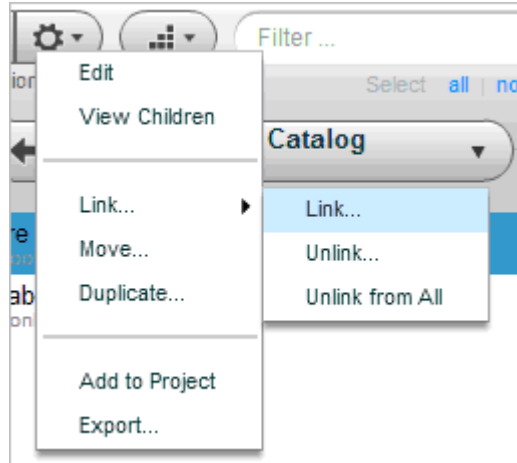 Filter ...
Edit
Select all | no
View Children
Catalog
Link...
Link...
Move...
Unlink...
Duplicate...
Unlink from All
Add to Project
Export...